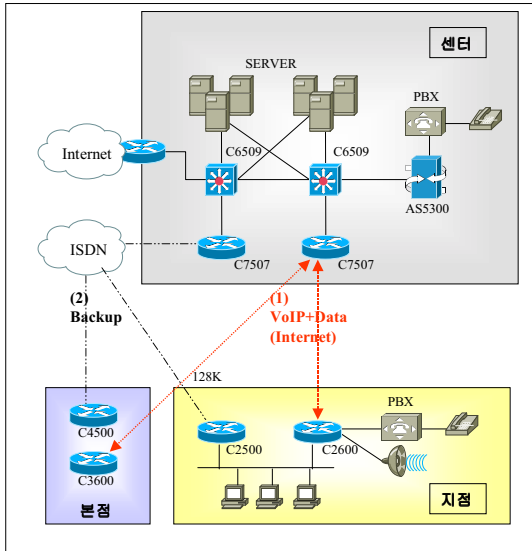 센터
SERVER
PBX
C6509
C6509
Internet
AS5300
ISDN
C7507
C7507
(2)
Backup
(1)
VoIP+Data
(Internet)
128K
PBX
C4500
C2500
C2600
C3600
본점
지점